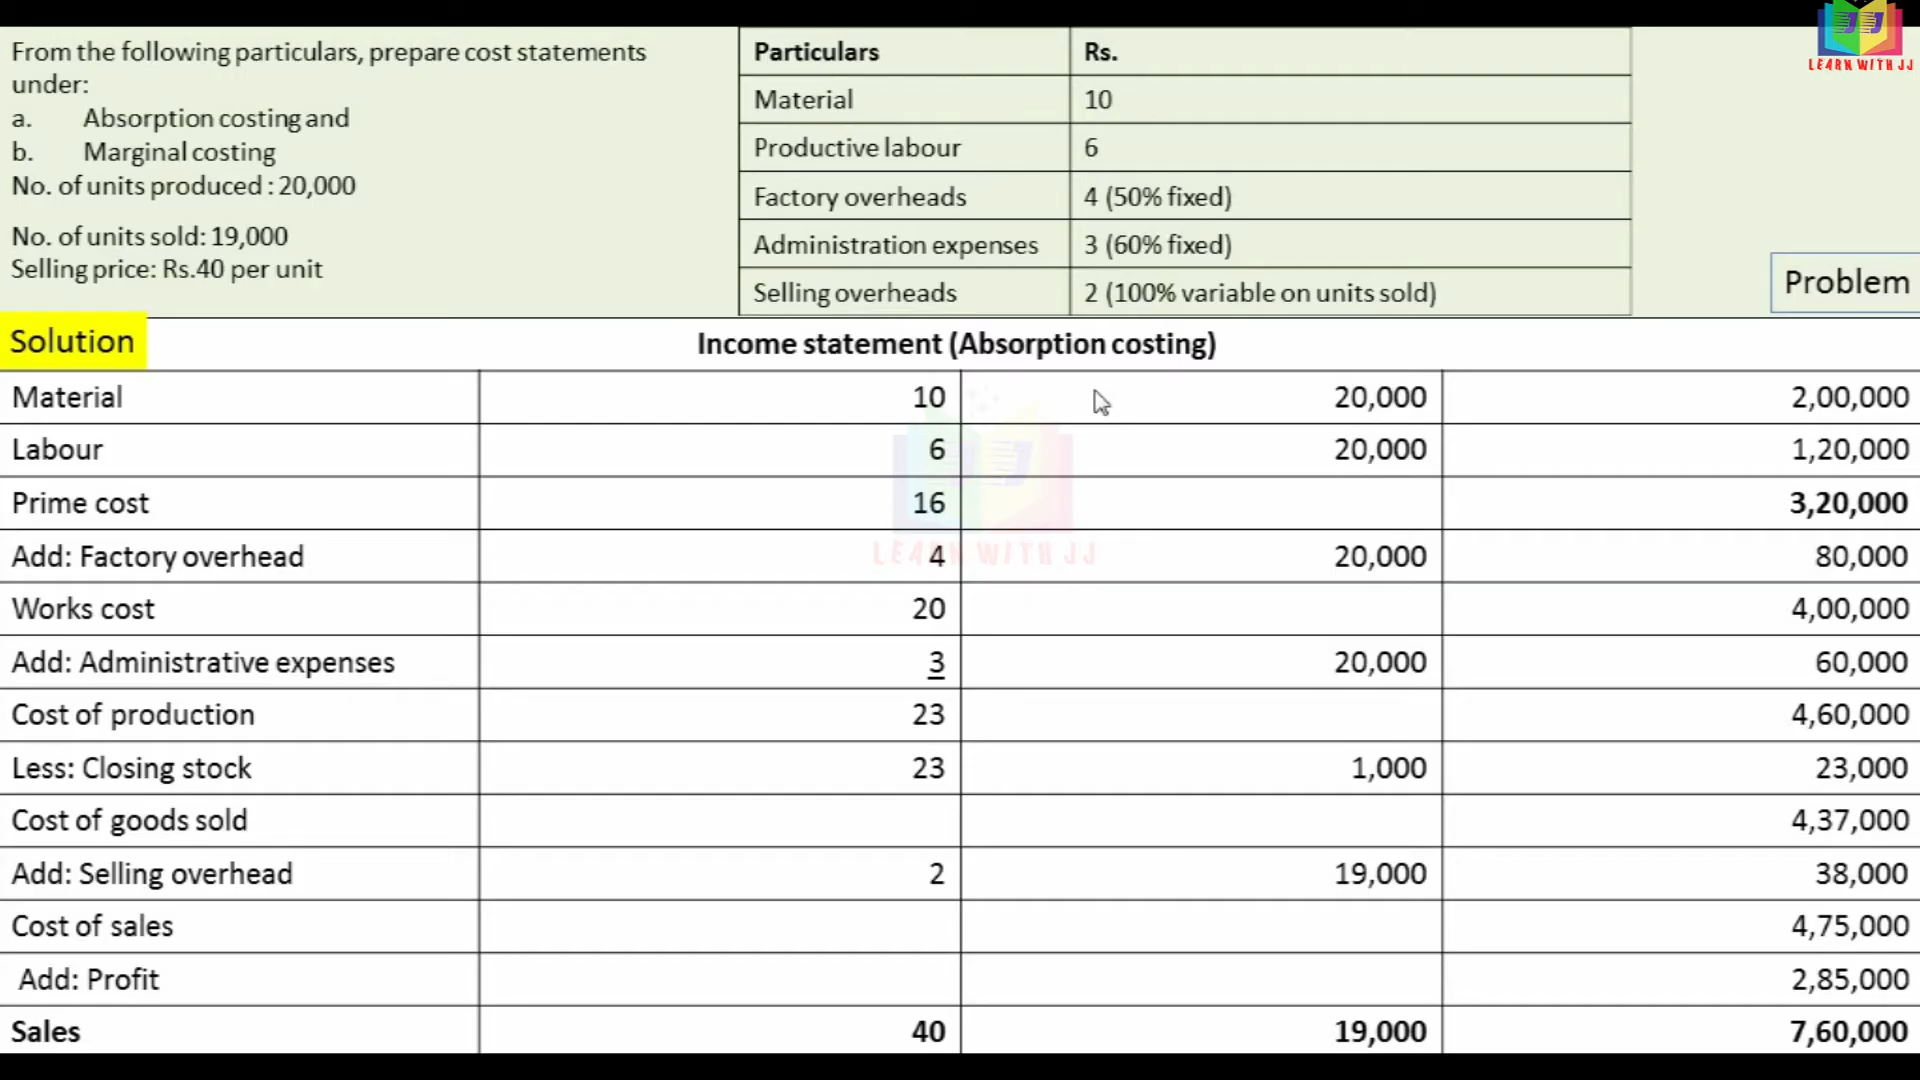 From the following particulars, prepare cost statements
under:
a. Absorption costing and
b. Marginal costing
No. of units produced : 20,000
No. of units sold: 19,000
Selling price: Rs.40 per unit
Particulars Rs.
Material 10
Productive labour 6
Factory overheads 4 (50% fixed)
Administration expenses 3 (60% fixed)
Selling overheads 2 (100% variable on units sold)
LEARN WITH JJ
Problem
Solution
Income statement (Absorption costing)
Material 10 20,000 2,00,000
Labour 6 20,000 1,20,000
Prime cost 16 3,20,000
Add: Factory overhead 4 20,000 80,000
Works cost 20 4,00,000
Add: Administrative expenses 3 20,000 60,000
Cost of production 23 4,60,000
Less: Closing stock 23 1,000 23,000
Cost of goods sold 4,37,000
Add: Selling overhead 2 19,000 38,000
Cost of sales 4,75,000
Add: Profit 2,85,000
Sales 40 19,000 7,60,000
LEARN WITH JJ